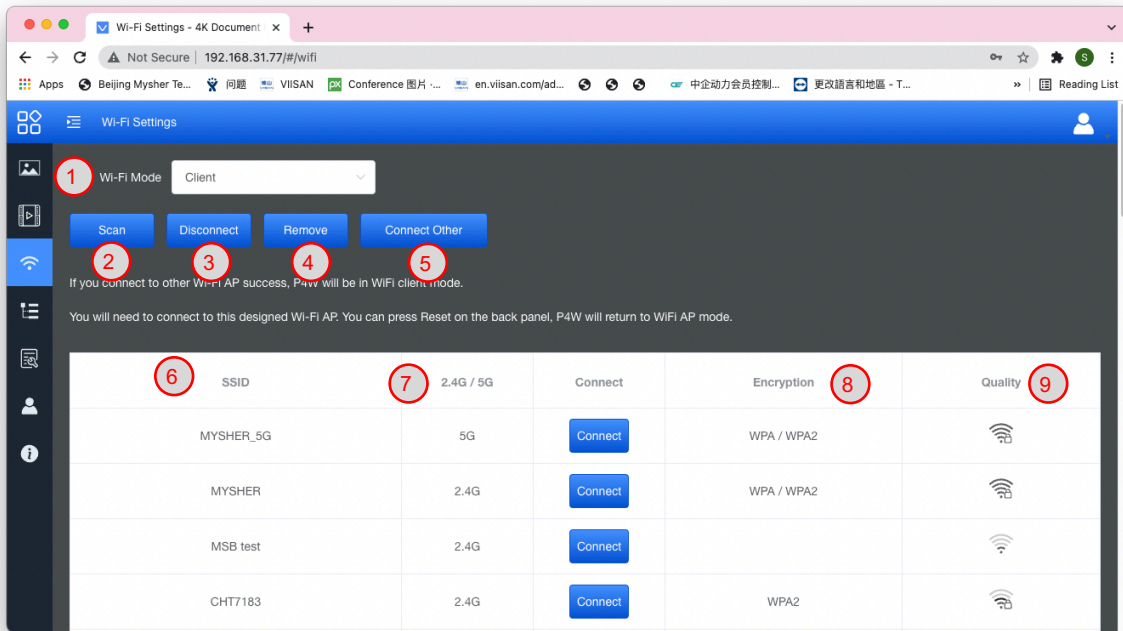 Wi-Fi Settings - 4K Document
Not Secure 192.168.31.77/#/wifi S
Apps Beijing Mysher Te... 问题 VIISAN px Conference 图片 -... en.viisan.com/ad... 中企动力会员控制... 更改語言和地區 - T... » Reading List
Wi-Fi Settings
1 Wi-Fi Mode Client
Scan Disconnect Remove Connect Other
2 3 4 5
If you connect to other Wi-Fi AP success, P4W will be in WiFi client mode.
You will need to connect to this designed Wi-Fi AP. You can press Reset on the back panel, P4W will return to WiFi AP mode.
6 SSID 7 2.4G / 5G Connect Encryption 8 Quality 9
MYSHER_5G 5G Connect WPA / WPA2
MYSHER 2.4G Connect WPA / WPA2
MSB test 2.4G Connect
CHT7183 2.4G Connect WPA2